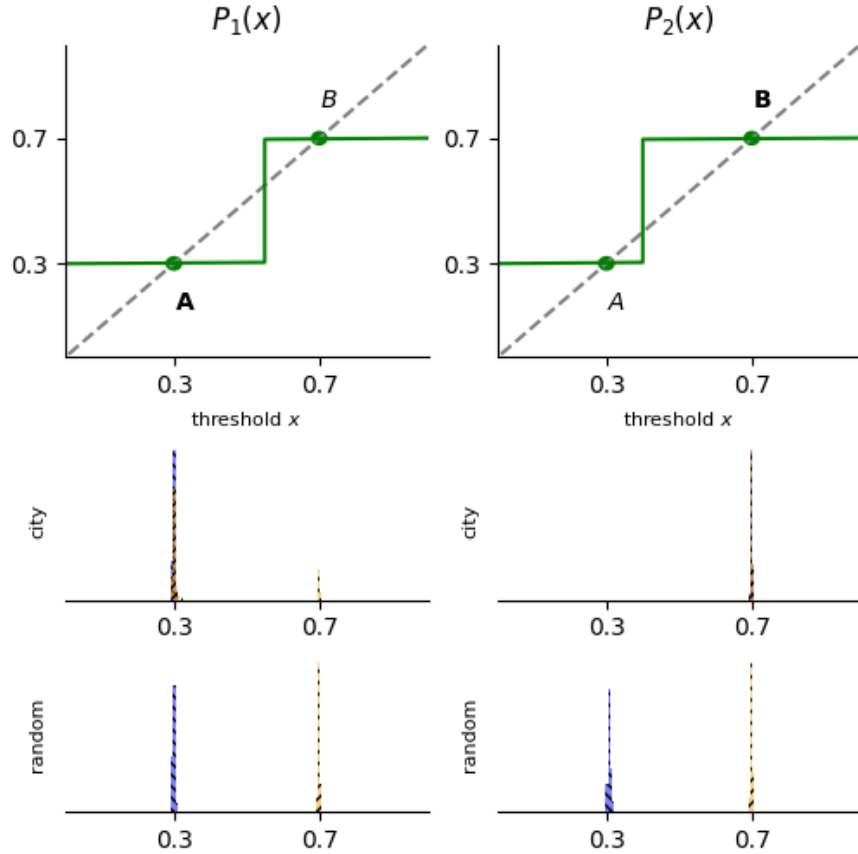 P₁(x) P₂(x)
B B
0.7
0.3 0.3
A A
0.3 0.7 0.3 0.7
threshold x threshold x
city city
0.3 0.7 0.3 0.7
random random
0.3 0.7 0.3 0.7